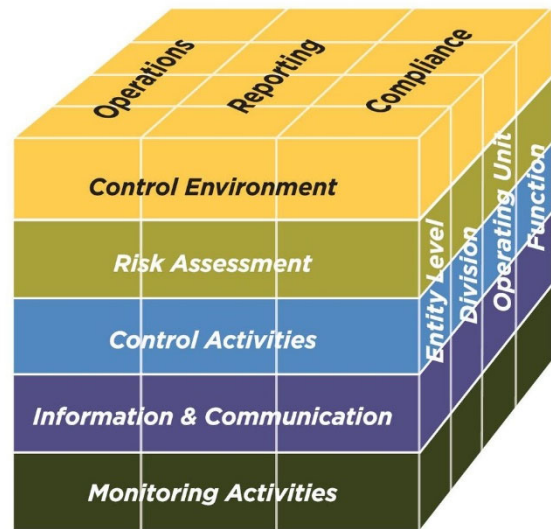 Operations
Reporting
Compliance
Control Environment
Risk Assessment
Control Activities
Information & Communication
Monitoring Activities
Entity Level
Division
Operating Unit
Function